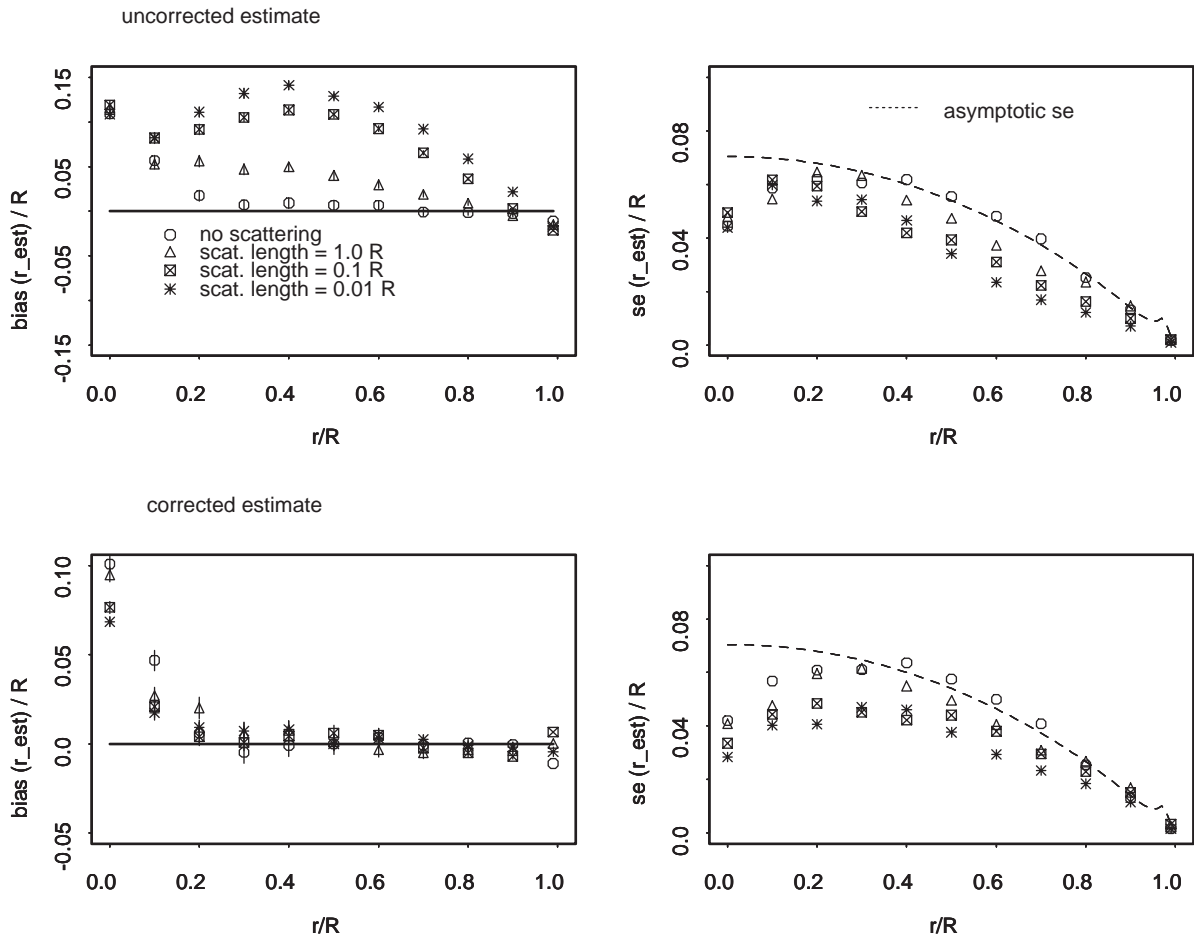 uncorrected estimate
bias (r_est) / R
0.15
0.05
-0.05
-0.15
no scattering
scat. length = 1.0 R
scat. length = 0.1 R
scat. length = 0.01 R
0.0 0.2 0.4 0.6 0.8 1.0
r/R
se (r_est) / R
0.08
0.04
0.0
asymptotic se
0.0 0.2 0.4 0.6 0.8 1.0
r/R
corrected estimate
bias (r_est) / R
0.10
0.05
0.0
-0.05
0.0 0.2 0.4 0.6 0.8 1.0
r/R
se (r_est) / R
0.08
0.04
0.0
0.0 0.2 0.4 0.6 0.8 1.0
r/R